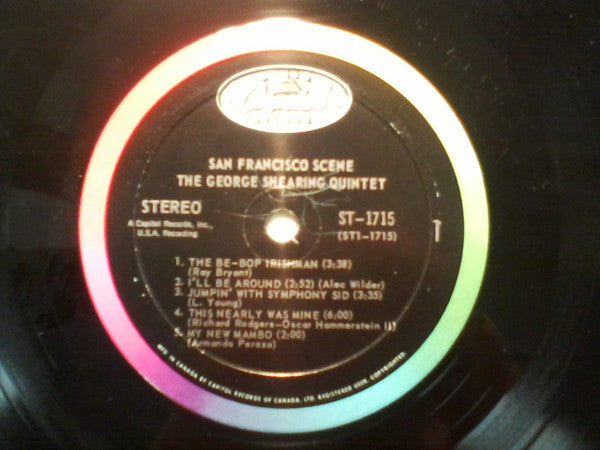 Capitol
SAN FRANCISCO SCENE
THE GEORGE SHEARING QUINTET
STEREO
A Capitol Records, Inc.,
U.S.A. Recording
ST-1715
(ST1-1715)
1
1. THE BE-BOP IRISHMAN (3:38)
(Ray Bryant)
2. I'LL BE AROUND (2:52) (Alec Wilder)
3. JUMPIN' WITH SYMPHONY SID (3:35)
(L. Young)
4. THIS NEARLY WAS MINE (6:00)
(Richard Rodgers-Oscar Hammerstein II)
5. MY NEW MAMBO (2:00)
(Armando Peraza)
MFD IN CANADA BY CAPITOL RECORDS OF CANADA, LTD. REGISTERED USER. COPYRIGHTED